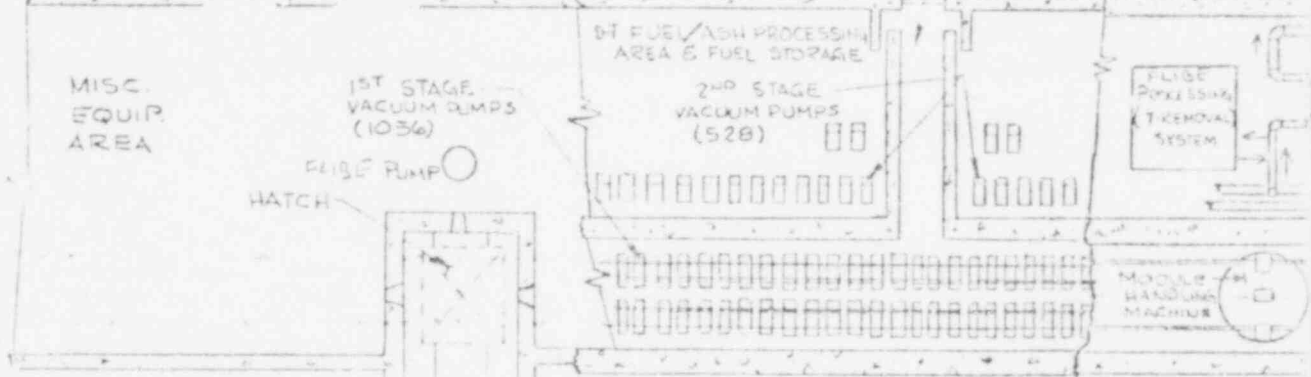 MISC.
EQUIP.
AREA
1ST STAGE
VACUUM PUMPS
(1036)
FLIBE PUMP
HATCH
D-T FUEL/ASH PROCESSING
AREA & FUEL STORAGE
2ND STAGE
VACUUM PUMPS
(528)
FLIBE
PROCESSING
(T-REMOVAL
SYSTEM
MODULE
HANDLING
MACHINE